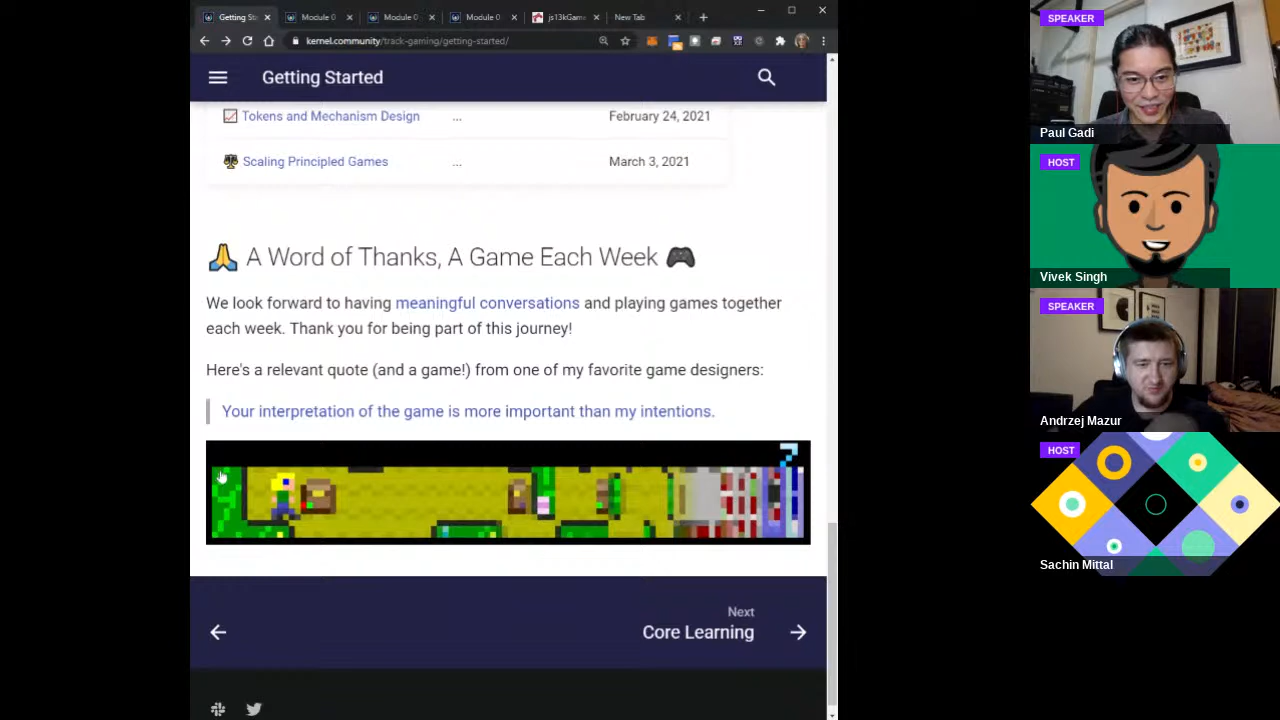 Getting St
Module 0
Module 0
Module 0
js13kGam
New Tab
kernel.community/track-gaming/getting-started/
Getting Started
Tokens and Mechanism Design ... February 24, 2021
Scaling Principled Games ... March 3, 2021
A Word of Thanks, A Game Each Week
We look forward to having meaningful conversations and playing games together
each week. Thank you for being part of this journey!
Here's a relevant quote (and a game!) from one of my favorite game designers:
Your interpretation of the game is more important than my intentions.
7
Next
Core Learning
SPEAKER
Paul Gadi
HOST
Vivek Singh
SPEAKER
Andrzej Mazur
HOST
Sachin Mittal